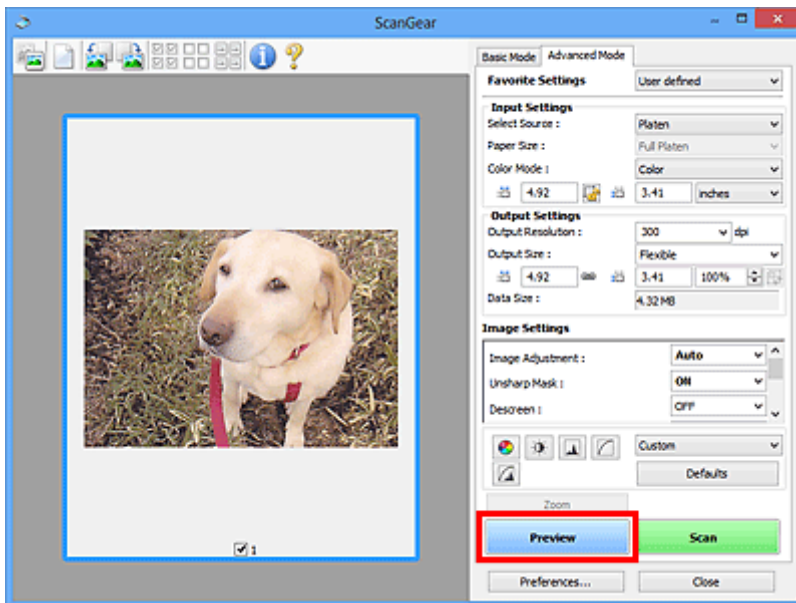 ScanGear
Basic Mode Advanced Mode
Favorite Settings User defined
Input Settings
Select Source : Platen
Paper Size : Full Platen
Color Mode : Color
4.92 3.41 inches
Output Settings
Output Resolution : 300 dpi
Output Size : Flexible
4.92 3.41 100%
Data Size : 4.32 MB
Image Settings
Image Adjustment : Auto
Unsharp Mask : ON
Descreen : OFF
Custom
Defaults
Zoom
Preview Scan
1
Preferences... Close